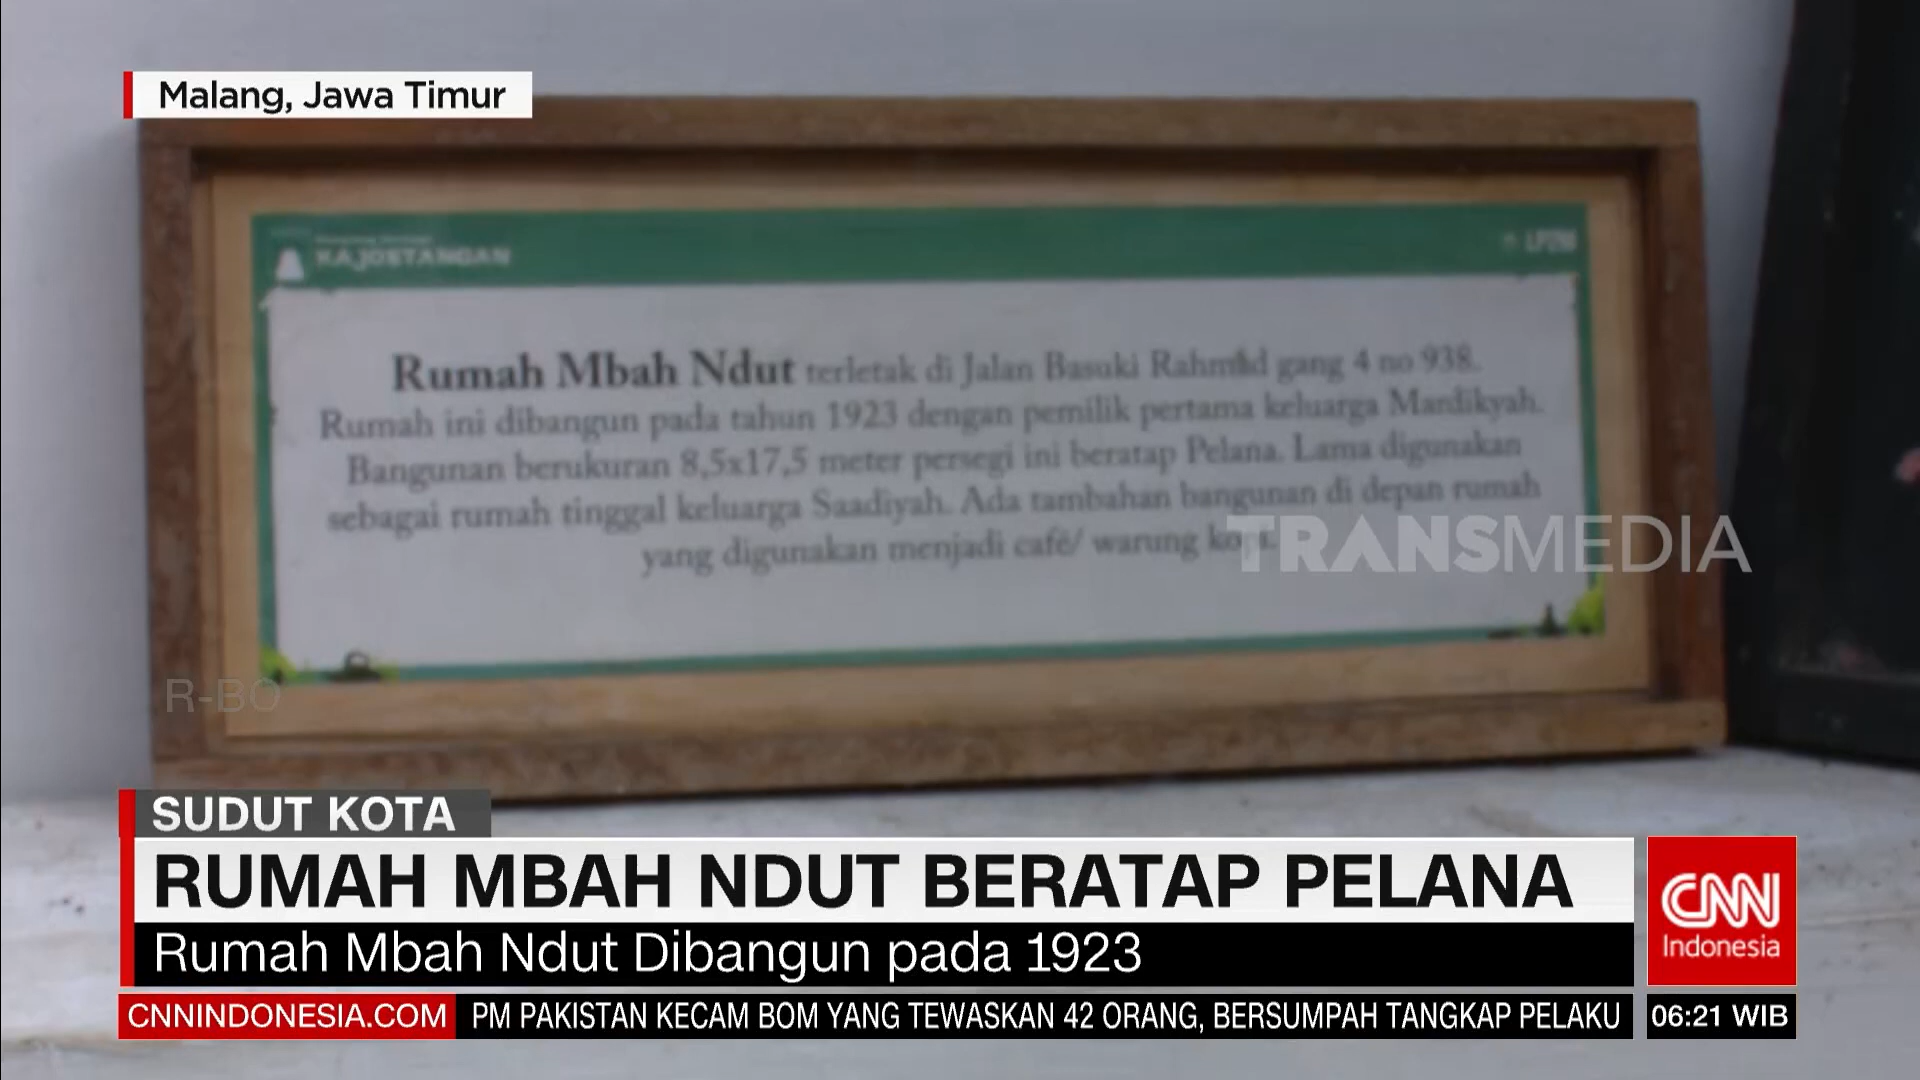 Malang, Jawa Timur
KAJOETANGAN
Rumah Mbah Ndut terletak di Jalan Basuki Rahmad gang 4 no 938.
Rumah ini dibangun pada tahun 1923 dengan pemilik pertama keluarga Mardikyah.
Bangunan berukuran 8,5x17,5 meter persegi ini beratap Pelana. Lama digunakan
sebagai rumah tinggal keluarga Saadiyah. Ada tambahan bangunan di depan rumah
yang digunakan menjadi café/ warung kopi.
TRANSMEDIA
R-BO
SUDUT KOTA
RUMAH MBAH NDUT BERATAP PELANA
Rumah Mbah Ndut Dibangun pada 1923
CNN
Indonesia
CNNINDONESIA.COM PM PAKISTAN KECAM BOM YANG TEWASKAN 42 ORANG, BERSUMPAH TANGKAP PELAKU 06:21 WIB